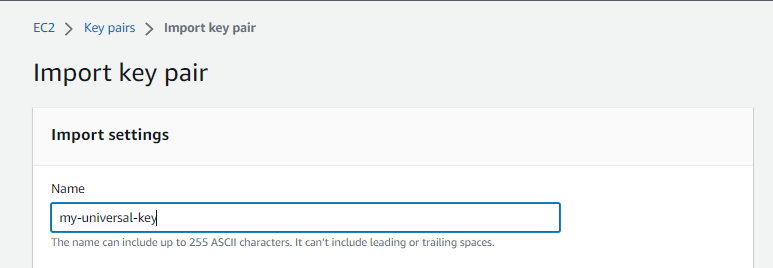 EC2 > Key pairs > Import key pair
Import key pair
Import settings
Name
my-universal-key
The name can include up to 255 ASCII characters. It can't include leading or trailing spaces.